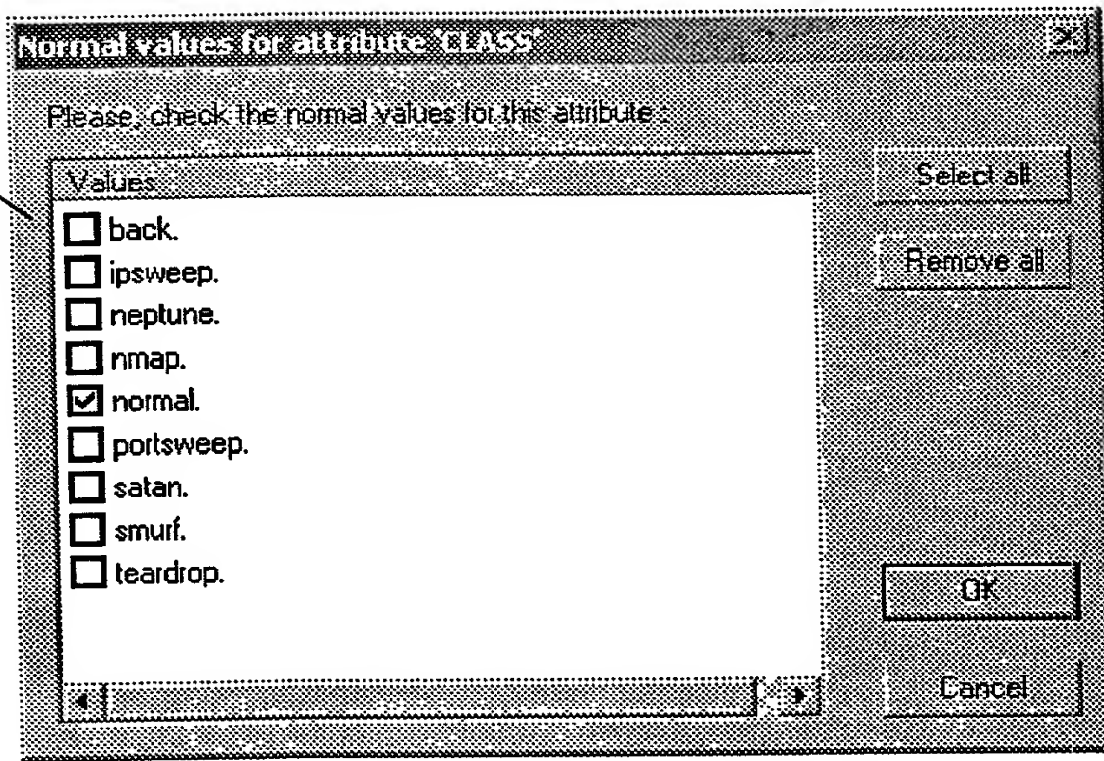 Normal values for attribute 'CLASS'
Please, check the normal values for this attribute :
Values
back.
ipsweep.
neptune.
nmap.
normal.
portsweep.
satan.
smurf.
teardrop.
Select all
Remove all
OK
Cancel